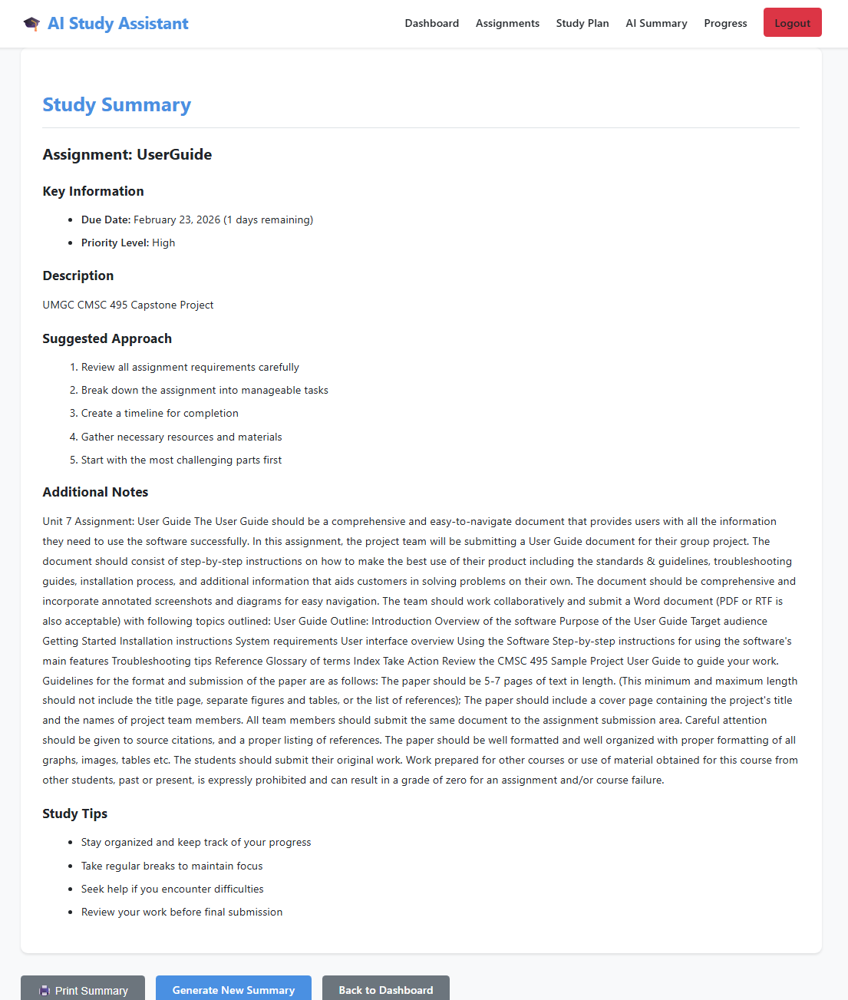 AI Study Assistant
Dashboard
Assignments
Study Plan
AI Summary
Progress
Logout
Study Summary
Assignment: UserGuide
Key Information
• Due Date: February 23, 2026 (1 days remaining)
• Priority Level: High
Description
UMGC CMSC 495 Capstone Project
Suggested Approach
1. Review all assignment requirements carefully
2. Break down the assignment into manageable tasks
3. Create a timeline for completion
4. Gather necessary resources and materials
5. Start with the most challenging parts first
Additional Notes
Unit 7 Assignment: User Guide The User Guide should be a comprehensive and easy-to-navigate document that provides users with all the information
they need to use the software successfully. In this assignment, the project team will be submitting a User Guide document for their group project. The
document should consist of step-by-step instructions on how to make the best use of their product including the standards & guidelines, troubleshooting
guides, installation process, and additional information that aids customers in solving problems on their own. The document should be comprehensive and
incorporate annotated screenshots and diagrams for easy navigation. The team should work collaboratively and submit a Word document (PDF or RTF is
also acceptable) with following topics outlined: User Guide Outline: Introduction Overview of the software Purpose of the User Guide Target audience
Getting Started Installation instructions System requirements User interface overview Using the Software Step-by-step instructions for using the software's
main features Troubleshooting tips Reference Glossary of terms Index Take Action Review the CMSC 495 Sample Project User Guide to guide your work.
Guidelines for the format and submission of the paper are as follows: The paper should be 5-7 pages of text in length. (This minimum and maximum length
should not include the title page, separate figures and tables, or the list of references); The paper should include a cover page containing the project's title
and the names of project team members. All team members should submit the same document to the assignment submission area. Careful attention
should be given to source citations, and a proper listing of references. The paper should be well formatted and well organized with proper formatting of all
graphs, images, tables etc. The students should submit their original work. Work prepared for other courses or use of material obtained for this course from
other students, past or present, is expressly prohibited and can result in a grade of zero for an assignment and/or course failure.
Study Tips
• Stay organized and keep track of your progress
• Take regular breaks to maintain focus
• Seek help if you encounter difficulties
• Review your work before final submission
Print Summary
Generate New Summary
Back to Dashboard